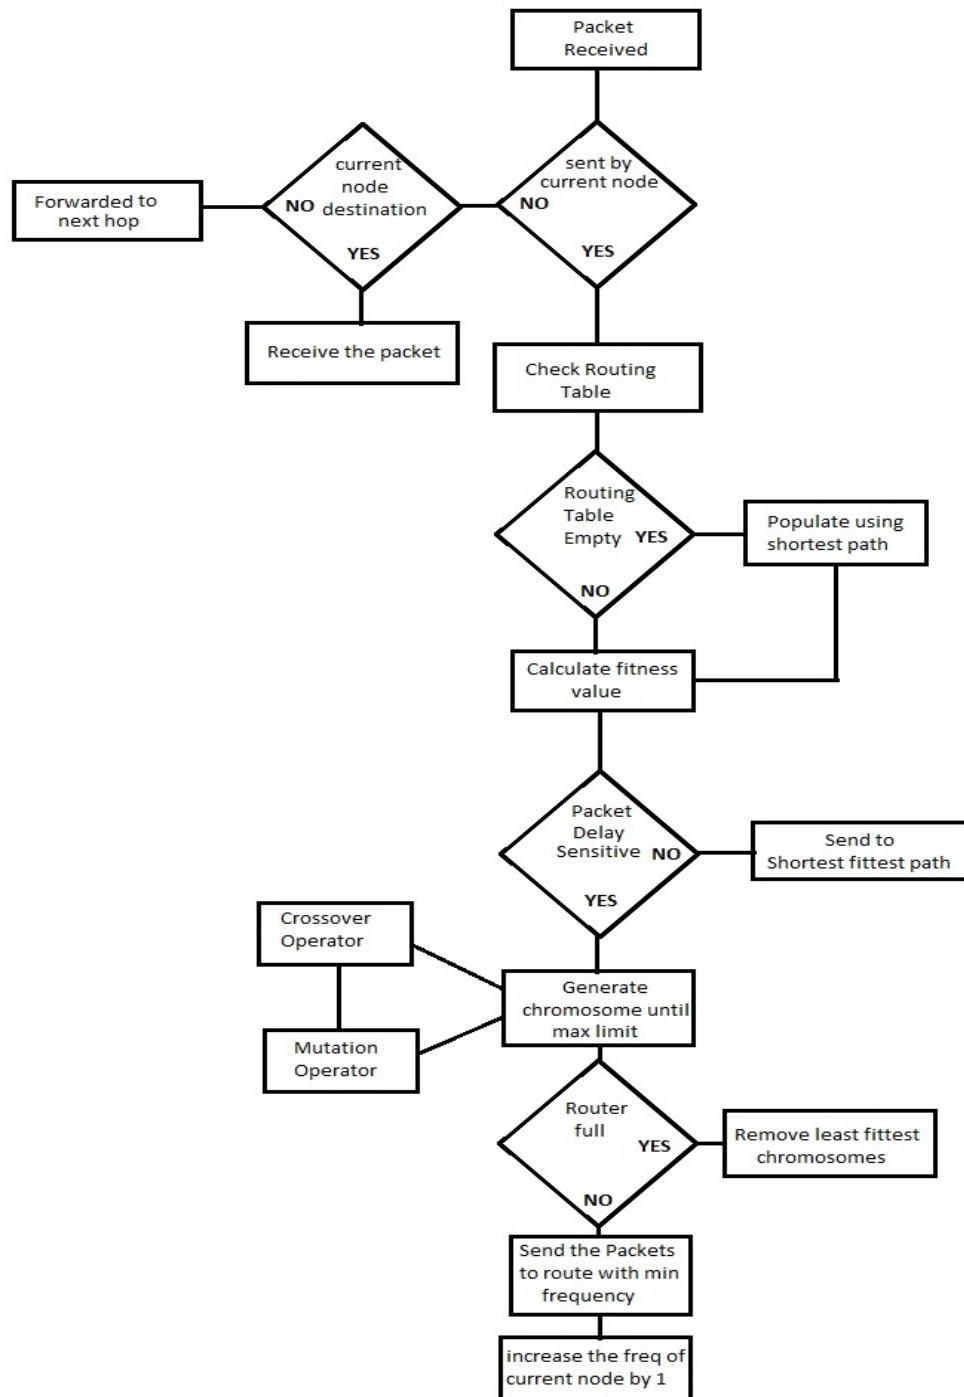 Packet
Received
sent by
current node
NO
YES
current
node
destination
NO
YES
Forwarded to
next hop
Receive the packet
Check Routing
Table
Routing
Table
Empty
YES
NO
Populate using
shortest path
Calculate fitness
value
Packet
Delay
Sensitive
NO
YES
Send to
Shortest fittest path
Crossover
Operator
Mutation
Operator
Generate
chromosome until
max limit
Router
full
YES
NO
Remove least fittest
chromosomes
Send the Packets
to route with min
frequency
increase the freq of
current node by 1